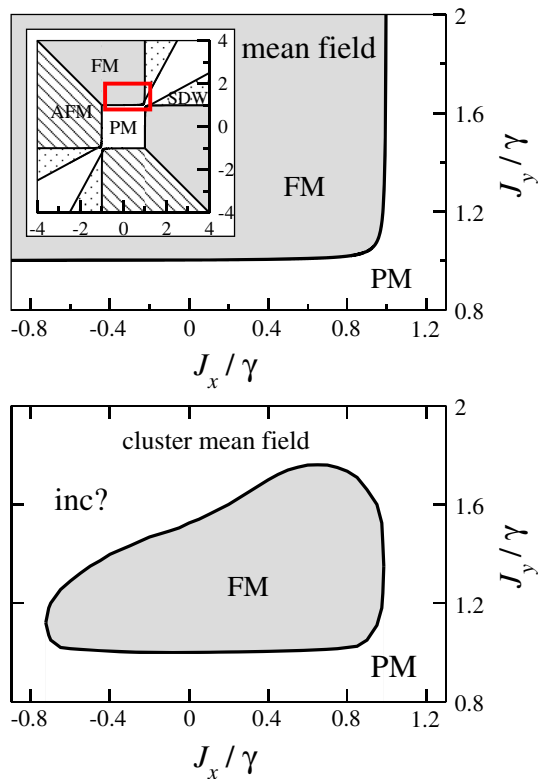 mean field
FM
PM
J_x / γ
J_y / γ
-0.8 -0.4 0 0.4 0.8 1.2
2
1.6
1.2
0.8
FM
AFM
SDW
PM
4
2
0
-2
-4
-4 -2 0 2 4
cluster mean field
inc?
FM
PM
J_x / γ
J_y / γ
-0.8 -0.4 0 0.4 0.8 1.2
2
1.6
1.2
0.8